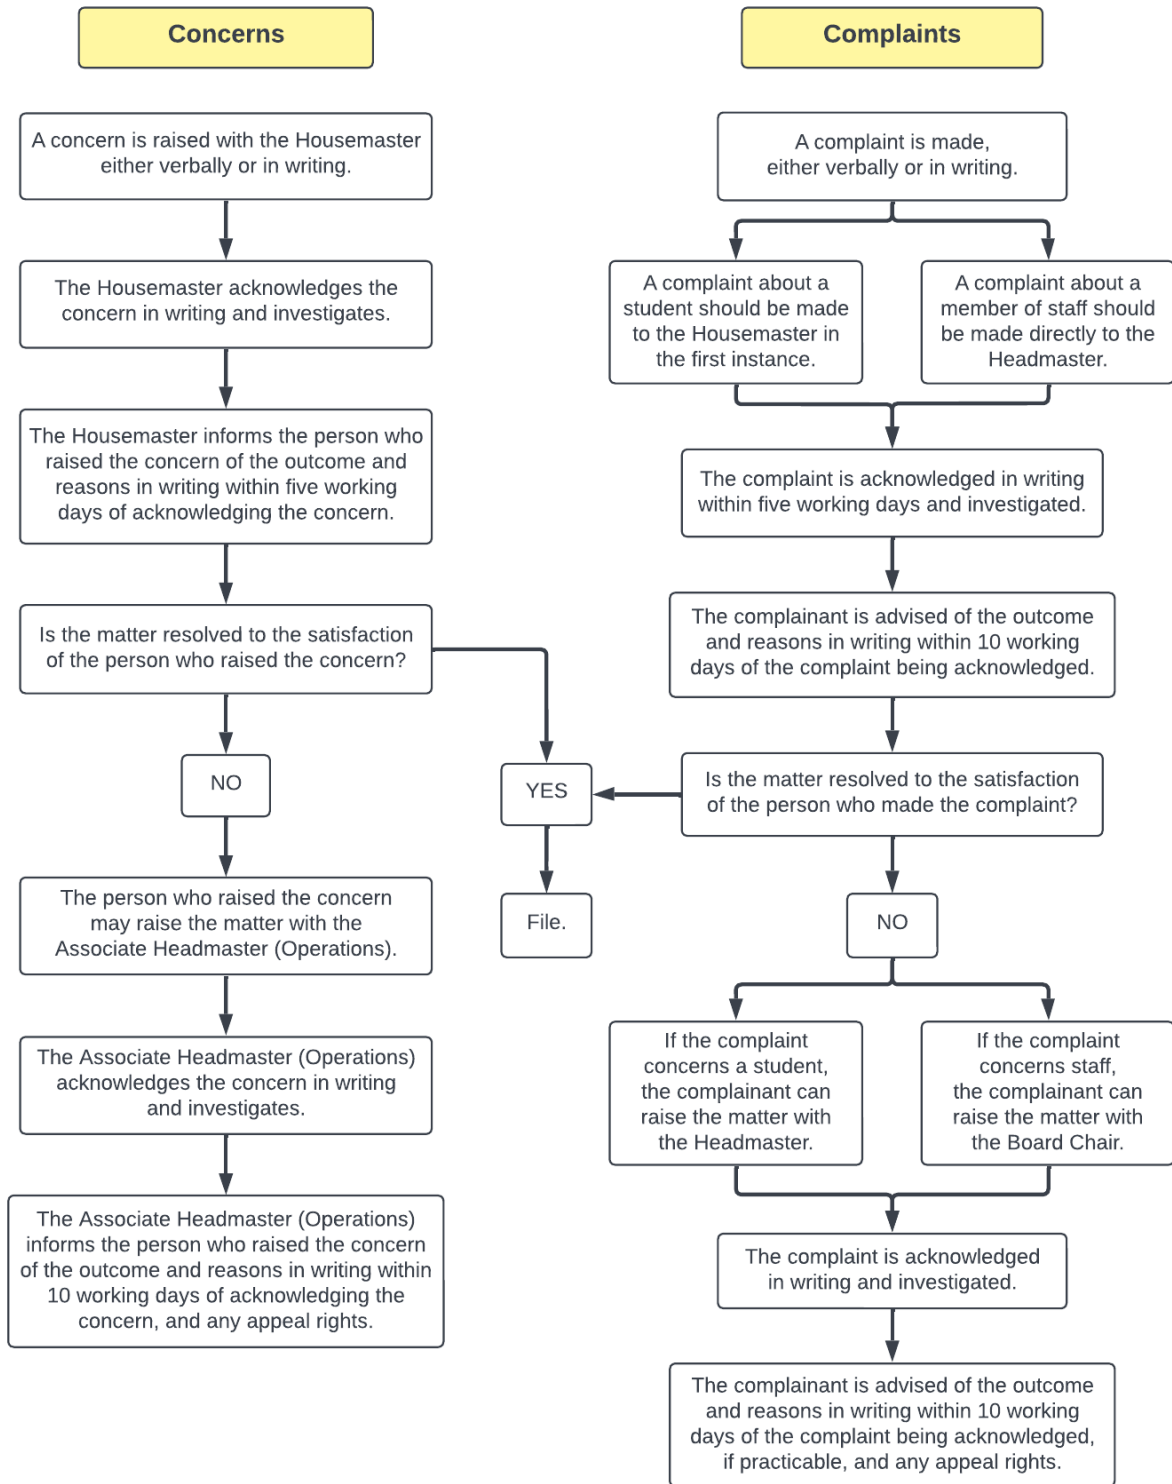 Concerns
A concern is raised with the Housemaster
either verbally or in writing.
The Housemaster acknowledges the
concern in writing and investigates.
The Housemaster informs the person who
raised the concern of the outcome and
reasons in writing within five working
days of acknowledging the concern.
Is the matter resolved to the satisfaction
of the person who raised the concern?
NO
The person who raised the concern
may raise the matter with the
Associate Headmaster (Operations).
The Associate Headmaster (Operations)
acknowledges the concern in writing
and investigates.
The Associate Headmaster (Operations)
informs the person who raised the concern
of the outcome and reasons in writing within
10 working days of acknowledging the
concern, and any appeal rights.
YES
File.
Complaints
A complaint is made,
either verbally or in writing.
A complaint about a
student should be made
to the Housemaster in
the first instance.
A complaint about a
member of staff should
be made directly to the
Headmaster.
The complaint is acknowledged in writing
within five working days and investigated.
The complainant is advised of the outcome
and reasons in writing within 10 working
days of the complaint being acknowledged.
Is the matter resolved to the satisfaction
of the person who made the complaint?
NO
If the complaint
concerns a student,
the complainant can
raise the matter with
the Headmaster.
If the complaint
concerns staff,
the complainant can
raise the matter with
the Board Chair.
The complaint is acknowledged
in writing and investigated.
The complainant is advised of the outcome
and reasons in writing within 10 working
days of the complaint being acknowledged,
if practicable, and any appeal rights.